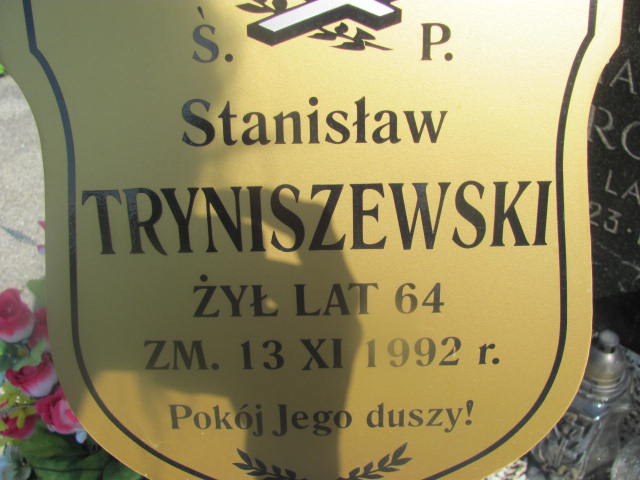 Ś. P.
Stanisław
TRYNISZEWSKI
ŻYŁ LAT 64
ZM. 13 XI 1992 r.
Pokój Jego duszy!